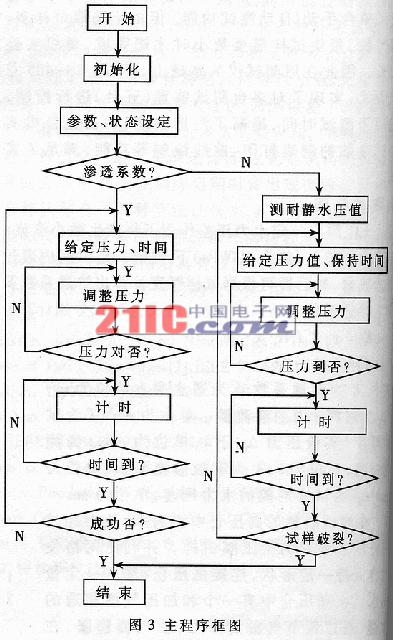 开 始
初始化
参数、状态设定
渗透系数?
N
Y
测耐静水压值
给定压力、时间
给定压力值、保持时间
调整压力
调整压力
21IC中国电子网
N
N
压力对否?
压力到否?
Y
Y
计 时
计 时
N
N
N
N
时间到?
时间到?
Y
Y
成功否?
试样破裂?
N
N
Y
Y
结 束
图 3 主程序框图